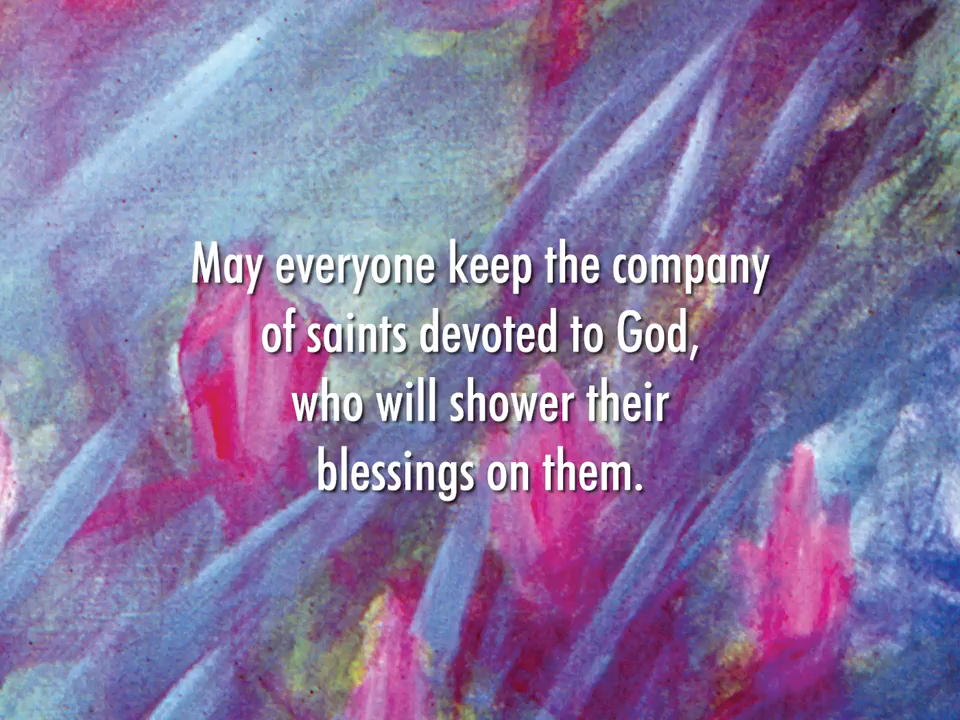 May everyone keep the company
of saints devoted to God,
who will shower their
blessings on them.